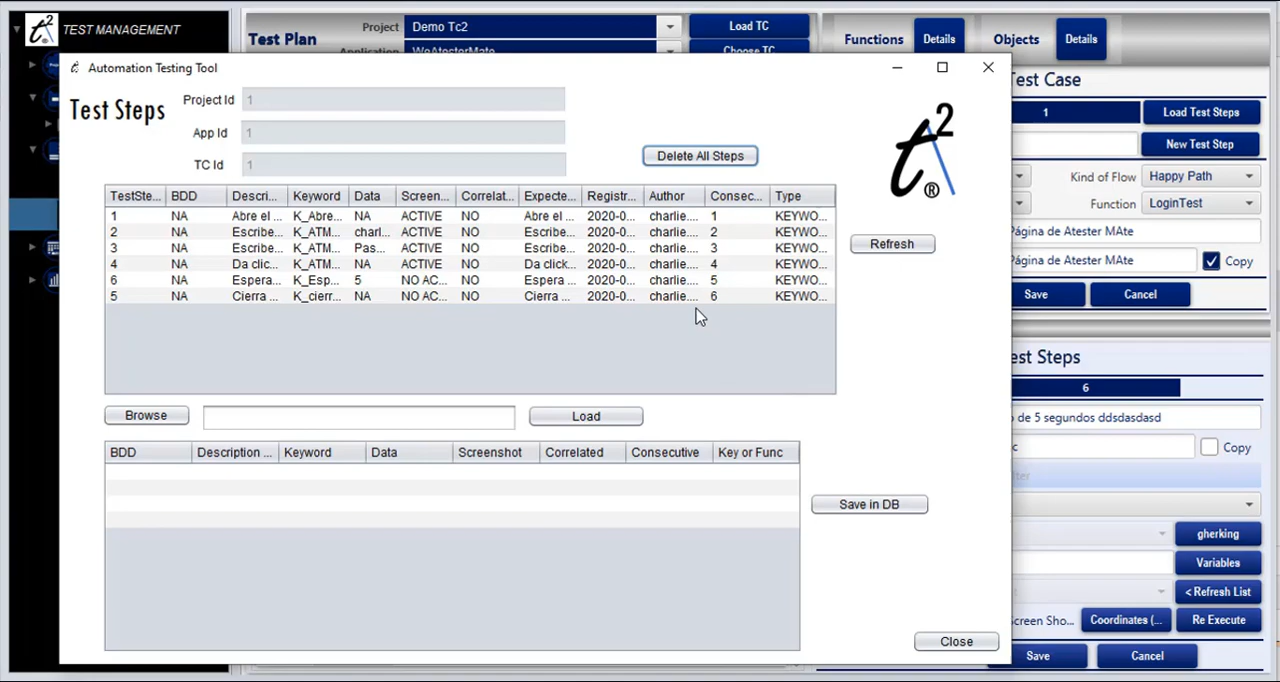 TEST MANAGEMENT
Test Plan
Project Demo Tc2
Load TC
Application WeAtesterMate
Choose TC
Functions Details Objects Details
Automation Testing Tool
Test Steps
Project Id 1
App Id 1
TC Id 1
Delete All Steps
t2®
TestSte... BDD Descri... Keyword Data Screen... Correlat... Expecte... Registr... Author Consec... Type
1 NA Abre el ... K_Abre... NA ACTIVE NO Abre el ... 2020-0... charlie.... 1 KEYWO...
2 NA Escribe... K_ATM... charl... ACTIVE NO Escribe... 2020-0... charlie.... 2 KEYWO...
3 NA Escribe... K_ATM... Pas... ACTIVE NO Escribe... 2020-0... charlie.... 3 KEYWO...
4 NA Da clic... K_ATM... NA ACTIVE NO Da click... 2020-0... charlie.... 4 KEYWO...
6 NA Espera... K_Esp... 5 NO AC... NO Espera ... 2020-0... charlie.... 5 KEYWO...
5 NA Cierra ... K_cierr... NA NO AC... NO Cierra ... 2020-0... charlie.... 6 KEYWO...
Refresh
Browse
Load
BDD Description ... Keyword Data Screenshot Correlated Consecutive Key or Func
Save in DB
Close
Test Case
1 Load Test Steps
New Test Step
Kind of Flow Happy Path
Function LoginTest
Página de Atester MAte
Página de Atester MAte Copy
Save Cancel
est Steps
6
o de 5 segundos ddsdasdasd
c Copy
lter
gherking
Variables
< Refresh List
creen Sho... Coordinates (... Re Execute
Save Cancel